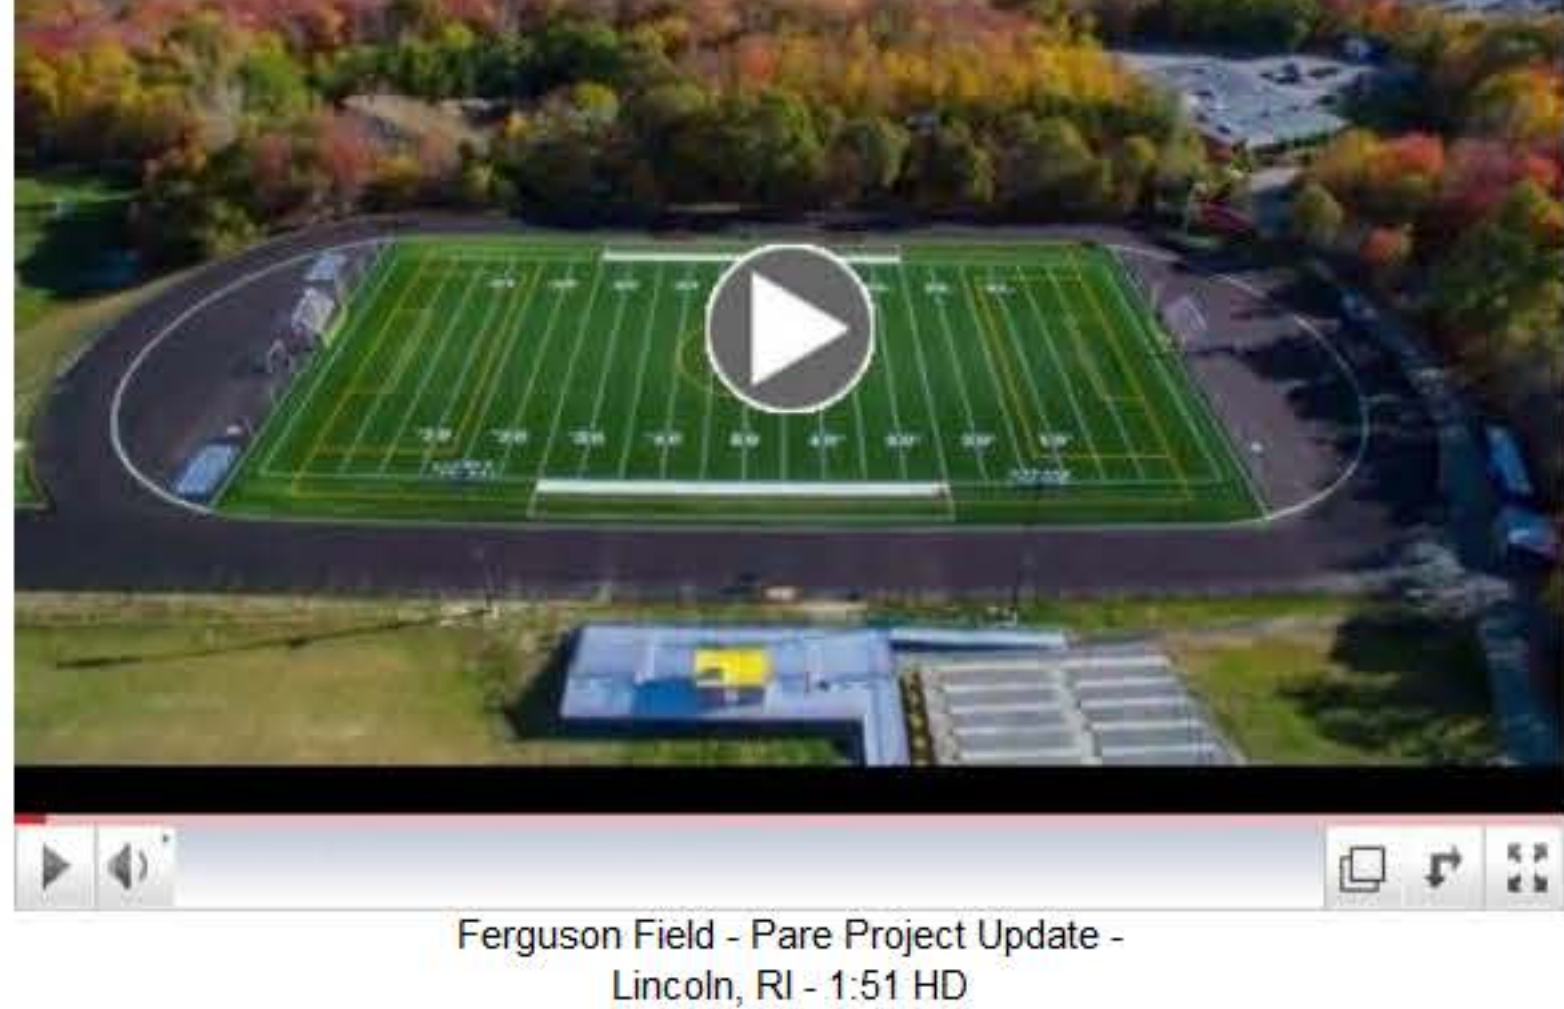 Ferguson Field - Pare Project Update -
Lincoln, RI - 1:51 HD